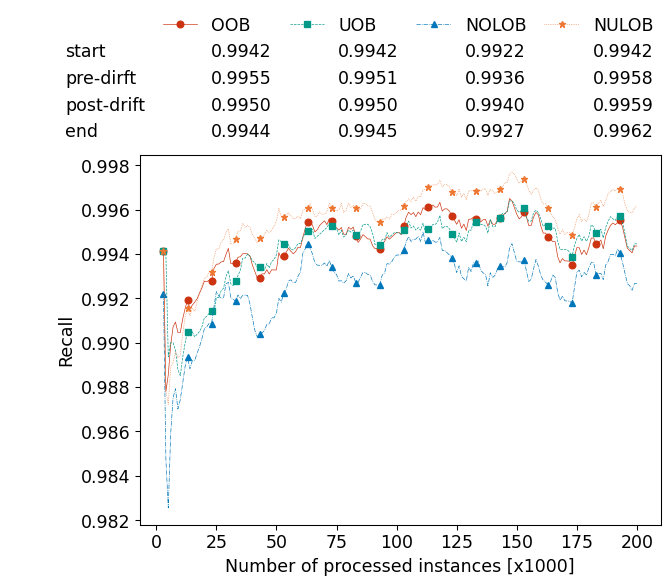 OOB UOB NOLOB NULOB
start 0.9942 0.9942 0.9922 0.9942
pre-dirft 0.9955 0.9951 0.9936 0.9958
post-drift 0.9950 0.9950 0.9940 0.9959
end 0.9944 0.9945 0.9927 0.9962
0.998
0.996
0.994
0.992
0.990
0.988
0.986
0.984
0.982
Recall
0 25 50 75 100 125 150 175 200
Number of processed instances [x1000]